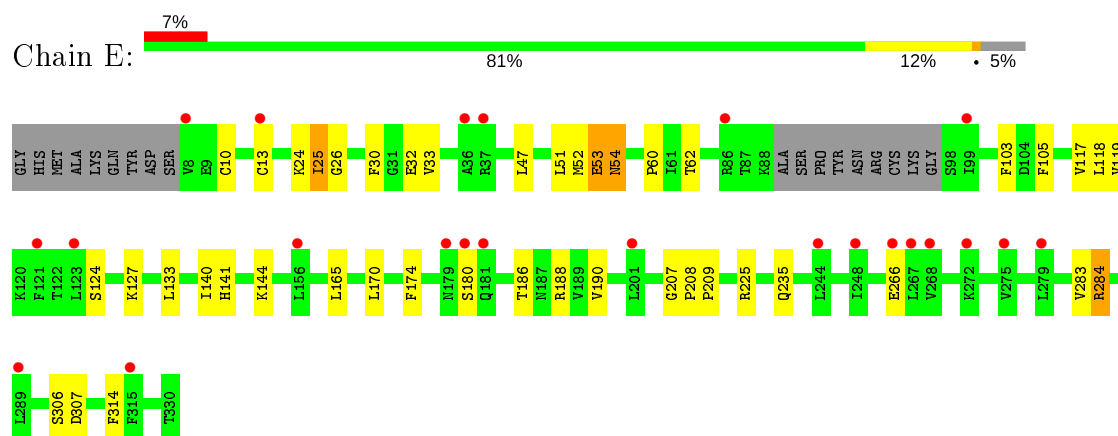 7%
Chain E:
81% 12% • 5%
GLY HIS MET ALA LYS GLN TYR ASP SER V8 E9 C10 C13 K24 I25 G26 F30 G31 E32 V33 A36 R37 L47 L51 M52 E53 N54 P60 I61 T62 R86 T87 K88 ALA SER PRO TYR ASN ARG CYS LYS GLY S98 I99 F103 D104 F105 V117 L118 V119
K120 F121 T122 L123 S124 K127 L133 I140 H141 K144 L156 L165 L170 F174 N179 S180 Q181 T186 N187 R188 V189 V190 L201 G207 P208 P209 R225 Q235 L244 I248 E266 L267 V268 K272 V275 L279 V283 R284
L289 S306 D307 F314 F315 T330